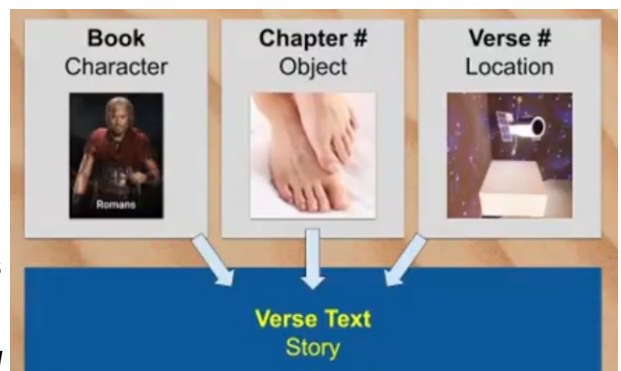 Book
Character
Romans
Chapter #
Object
Verse #
Location
Verse Text
Story